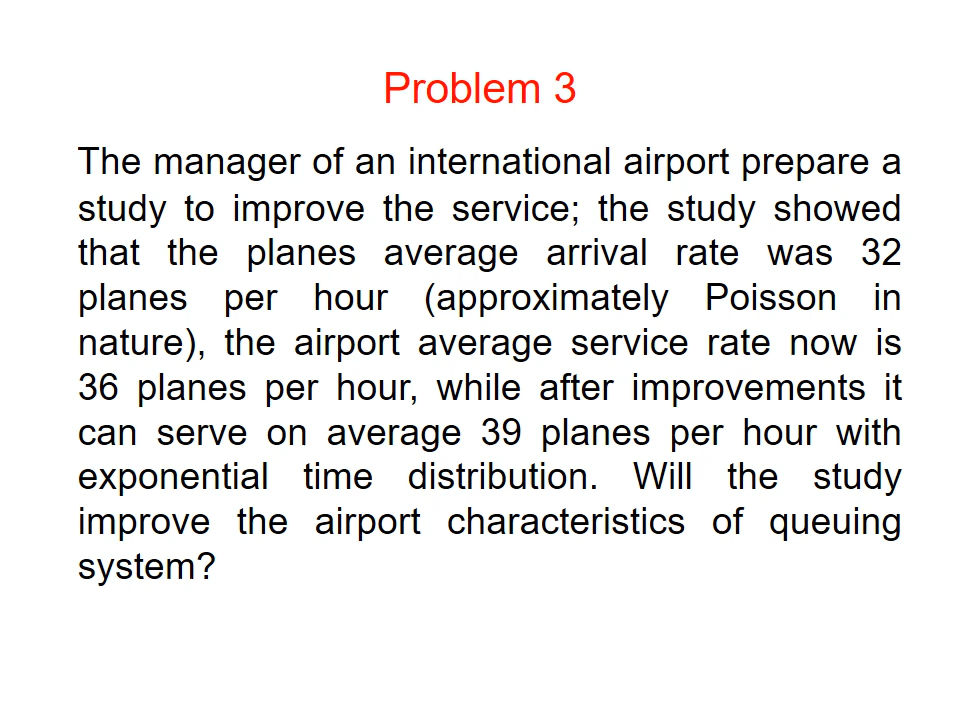 Problem 3
The manager of an international airport prepare a
study to improve the service; the study showed
that the planes average arrival rate was 32
planes per hour (approximately Poisson in
nature), the airport average service rate now is
36 planes per hour, while after improvements it
can serve on average 39 planes per hour with
exponential time distribution. Will the study
improve the airport characteristics of queuing
system?